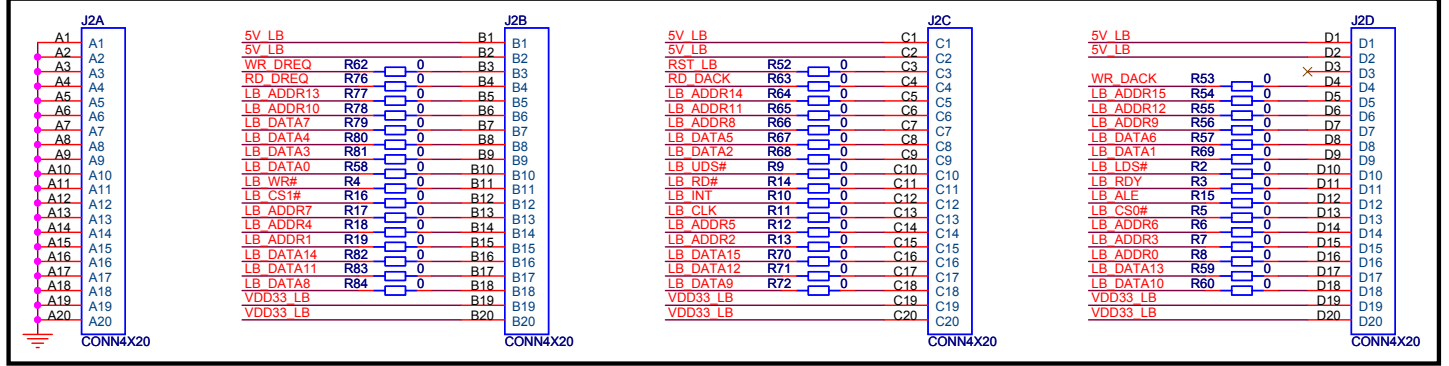 J2A J2B J2C J2D
A1 A1 5V_LB B1 B1 5V_LB C1 C1 5V_LB D1 D1
A2 A2 5V_LB B2 B2 5V_LB C2 C2 5V_LB D2 D2
A3 A3 WR_DREQ R62 0 B3 B3 RST_LB R52 0 C3 C3 D3 D3
A4 A4 RD_DREQ R76 0 B4 B4 RD_DACK R63 0 C4 C4 WR_DACK R53 0 D4 D4
A5 A5 LB_ADDR13 R77 0 B5 B5 LB_ADDR14 R64 0 C5 C5 LB_ADDR15 R54 0 D5 D5
A6 A6 LB_ADDR10 R78 0 B6 B6 LB_ADDR11 R65 0 C6 C6 LB_ADDR12 R55 0 D6 D6
A7 A7 LB_DATA7 R79 0 B7 B7 LB_ADDR8 R66 0 C7 C7 LB_ADDR9 R56 0 D7 D7
A8 A8 LB_DATA4 R80 0 B8 B8 LB_DATA5 R67 0 C8 C8 LB_DATA6 R57 0 D8 D8
A9 A9 LB_DATA3 R81 0 B9 B9 LB_DATA2 R68 0 C9 C9 LB_DATA1 R69 0 D9 D9
A10 A10 LB_DATA0 R58 0 B10 B10 LB_UDS# R9 0 C10 C10 LB_LDS# R2 0 D10 D10
A11 A11 LB_WR# R4 0 B11 B11 LB_RD# R14 0 C11 C11 LB_RDY R3 0 D11 D11
A12 A12 LB_CS1# R16 0 B12 B12 LB_INT R10 0 C12 C12 LB_ALE R15 0 D12 D12
A13 A13 LB_ADDR7 R17 0 B13 B13 LB_CLK R11 0 C13 C13 LB_CS0# R5 0 D13 D13
A14 A14 LB_ADDR4 R18 0 B14 B14 LB_ADDR5 R12 0 C14 C14 LB_ADDR6 R6 0 D14 D14
A15 A15 LB_ADDR1 R19 0 B15 B15 LB_ADDR2 R13 0 C15 C15 LB_ADDR3 R7 0 D15 D15
A16 A16 LB_DATA14 R82 0 B16 B16 LB_DATA15 R70 0 C16 C16 LB_ADDR0 R8 0 D16 D16
A17 A17 LB_DATA11 R83 0 B17 B17 LB_DATA12 R71 0 C17 C17 LB_DATA13 R59 0 D17 D17
A18 A18 LB_DATA8 R84 0 B18 B18 LB_DATA9 R72 0 C18 C18 LB_DATA10 R60 0 D18 D18
A19 A19 VDD33_LB B19 B19 VDD33_LB C19 C19 VDD33_LB D19 D19
A20 A20 VDD33_LB B20 B20 VDD33_LB C20 C20 VDD33_LB D20 D20
CONN4X20 CONN4X20 CONN4X20 CONN4X20